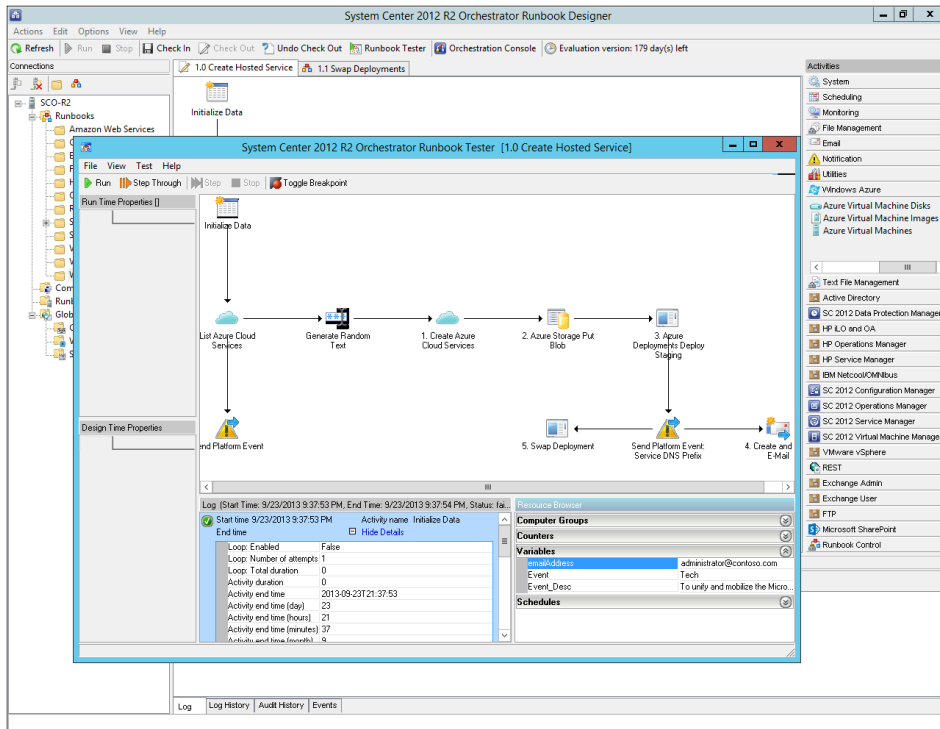 System Center 2012 R2 Orchestrator Runbook Designer
Actions Edit Options View Help
Refresh Run Stop Check In Check Out Undo Check Out Runbook Tester Orchestration Console Evaluation version: 179 day(s) left
Connections
SCO-R2
Runbooks
Amazon Web Services
1.0 Create Hosted Service
1.1 Swap Deployments
Initialize Data
System Center 2012 R2 Orchestrator Runbook Tester [1.0 Create Hosted Service]
File View Test Help
Run Step Through Step Stop Toggle Breakpoint
Run Time Properties []
Design Time Properties
Initialize Data
List Azure Cloud
Services
Generate Random
Text
1. Create Azure
Cloud Services
2. Azure Storage Put
Blob
3. Azure
Deployments Deploy
Staging
end Platform Event
5. Swap Deployment
Send Platform Event:
Service DNS Prefix
4. Create and
E-Mail
Log (Start Time: 9/23/2013 9:37:53 PM, End Time: 9/23/2013 9:37:54 PM, Status: fai...
Start time 9/23/2013 9:37:53 PM Activity name Initialize Data
End time Hide Details
Loop: Enabled False
Loop: Number of attempts 1
Loop: Total duration 0
Activity duration 0
Activity end time 2013-09-23T21:37:53
Activity end time (day) 23
Activity end time (hours) 21
Activity end time (minutes) 37
Activity end time (month) 9
Resource Browser
Computer Groups
Counters
Variables
emailAddress administrator@contoso.com
Event Tech
Event_Desc To unify and mobilize the Micro...
Schedules
Log Log History Audit History Events
Activities
System
Scheduling
Monitoring
File Management
Email
Notification
Utilities
Windows Azure
Azure Virtual Machine Disks
Azure Virtual Machine Images
Azure Virtual Machines
Text File Management
Active Directory
SC 2012 Data Protection Manager
HP iLO and OA
HP Operations Manager
HP Service Manager
IBM Netcool/OMNIbus
SC 2012 Configuration Manager
SC 2012 Operations Manager
SC 2012 Service Manager
SC 2012 Virtual Machine Manage
VMware vSphere
REST
Exchange Admin
Exchange User
FTP
Microsoft SharePoint
Runbook Control